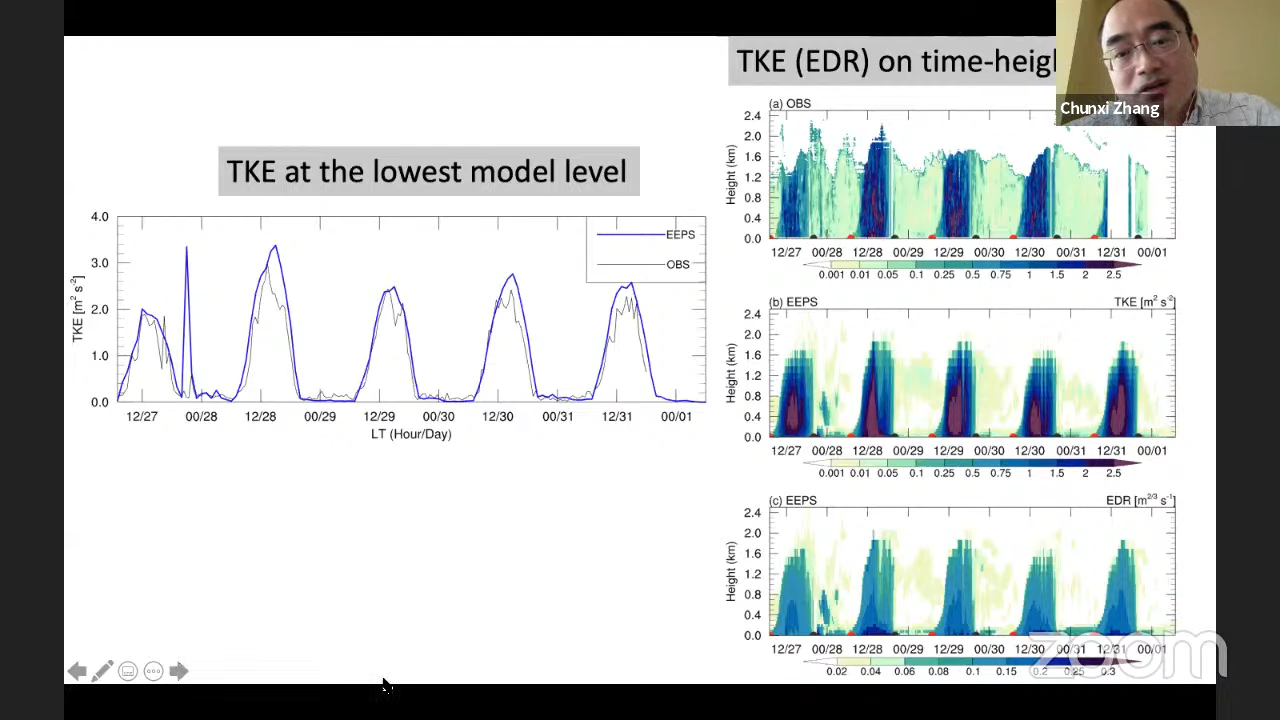 TKE (EDR) on time-heigh
Chunxi Zhang
TKE at the lowest model level
4.0
3.0
2.0
1.0
0.0
TKE [m² s⁻²]
EEPS
OBS
12/27 00/28 12/28 00/29 12/29 00/30 12/30 00/31 12/31 00/01
LT (Hour/Day)
(a) OBS
2.4
2.0
1.6
1.2
0.8
0.4
0.0
Height (km)
12/27 00/28 12/28 00/29 12/29 00/30 12/30 00/31 12/31 00/01
0.001 0.01 0.05 0.1 0.25 0.5 0.75 1 1.5 2 2.5
(b) EEPS TKE [m² s⁻²]
2.4
2.0
1.6
1.2
0.8
0.4
0.0
Height (km)
12/27 00/28 12/28 00/29 12/29 00/30 12/30 00/31 12/31 00/01
0.001 0.01 0.05 0.1 0.25 0.5 0.75 1 1.5 2 2.5
(c) EEPS EDR [m²ᐟ³ s⁻¹]
2.4
2.0
1.6
1.2
0.8
0.4
0.0
Height (km)
12/27 00/28 12/28 00/29 12/29 00/30 12/30 00/31 12/31 00/01
0.02 0.04 0.06 0.08 0.1 0.15 0.2 0.25 0.3
zoom